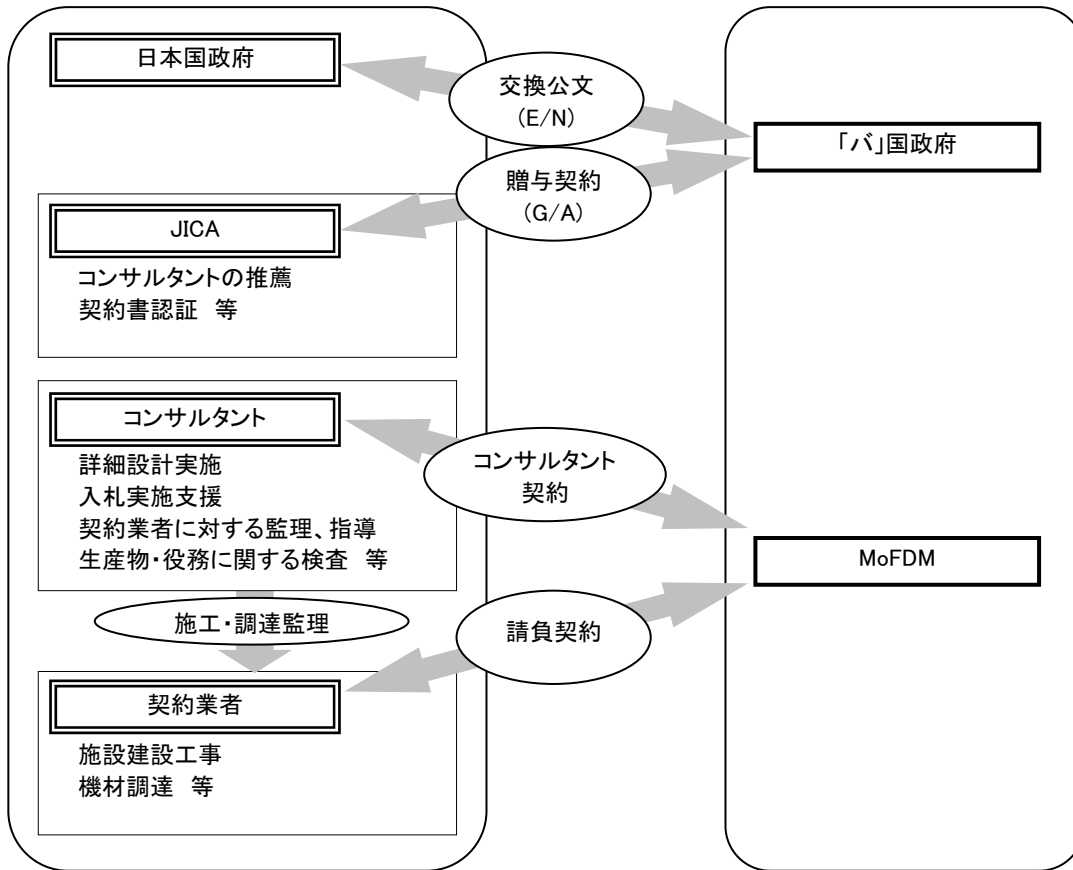 日本国政府
交換公文
(E/N)
「バ」国政府
贈与契約
(G/A)
JICA
コンサルタントの推薦
契約書認証 等
コンサルタント
詳細設計実施
入札実施支援
契約業者に対する監理、指導
生産物・役務に関する検査 等
コンサルタント
契約
MoFDM
施工・調達監理
請負契約
契約業者
施設建設工事
機材調達 等